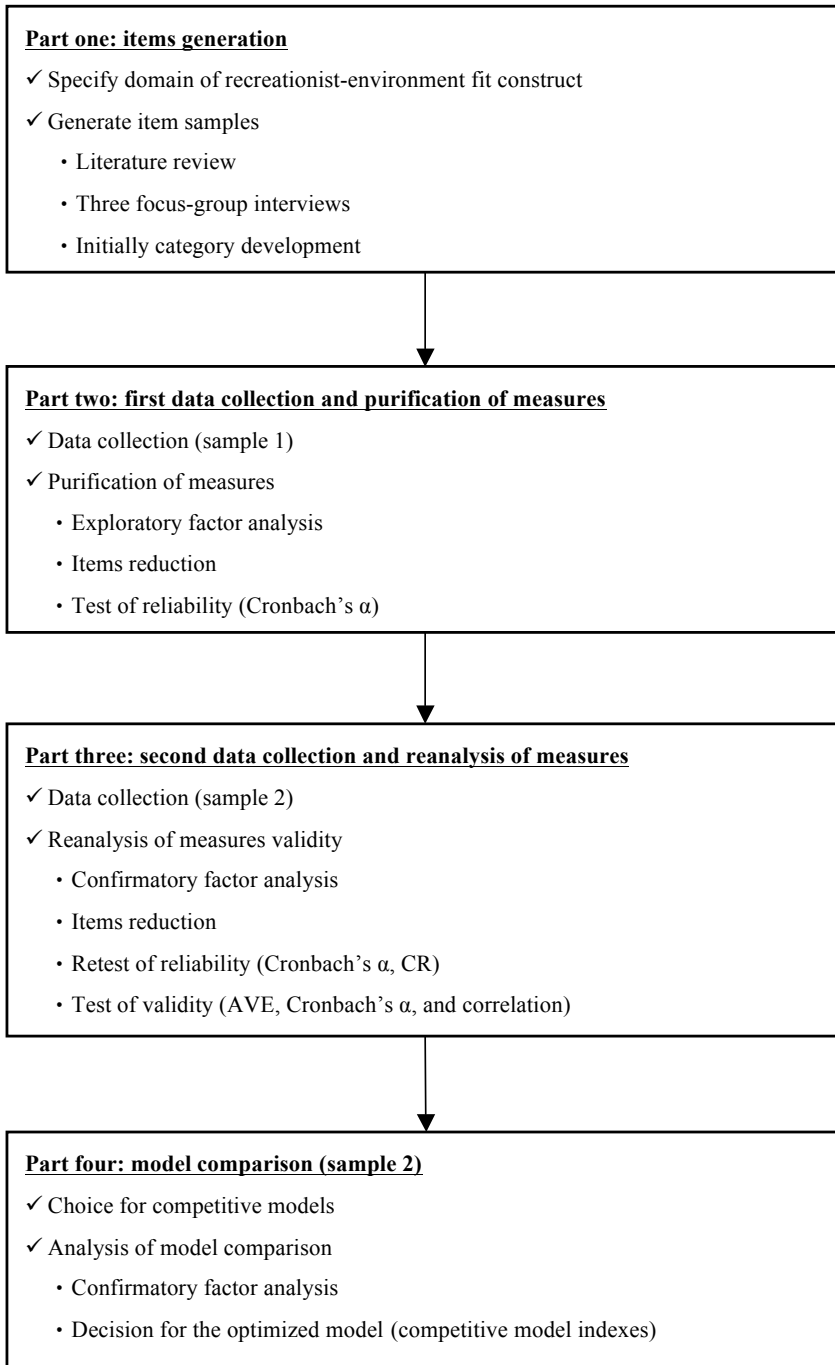 Part one: items generation
✓ Specify domain of recreationist-environment fit construct
✓ Generate item samples
・Literature review
・Three focus-group interviews
・Initially category development
Part two: first data collection and purification of measures
✓ Data collection (sample 1)
✓ Purification of measures
・Exploratory factor analysis
・Items reduction
・Test of reliability (Cronbach’s α)
Part three: second data collection and reanalysis of measures
✓ Data collection (sample 2)
✓ Reanalysis of measures validity
・Confirmatory factor analysis
・Items reduction
・Retest of reliability (Cronbach’s α, CR)
・Test of validity (AVE, Cronbach’s α, and correlation)
Part four: model comparison (sample 2)
✓ Choice for competitive models
✓ Analysis of model comparison
・Confirmatory factor analysis
・Decision for the optimized model (competitive model indexes)